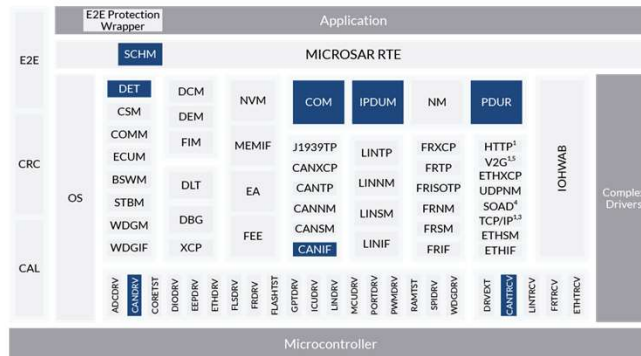 E2E Protection
Wrapper
Application
E2E
SCHM
MICROSAR RTE
CRC
CAL
OS
DET
CSM
COMM
ECUM
BSWM
STBM
WDGM
WDGIF
DCM
DEM
FIM
DLT
DBG
XCP
NVM
MEMIF
EA
FEE
COM
J1939TP
CANXCP
CANTP
CANNM
CANSM
CANIF
IPDUM
LINTP
LINNM
LINSM
LINIF
NM
FRXCP
FRTP
FRISOTP
FRNM
FRSM
FRIF
PDUR
HTTP¹
V2G¹,⁵
ETHXCP
UDPNM
SOAD⁴
TCP/IP¹,³
ETHSM
ETHIF
IOHWAB
Complex
Drivers
ADCDRV
CANDRV
CORETST
DIODRV
EEPDRV
ETHDRV
FLSDRV
FRDRV
FLASHTST
GPTDRV
ICUDRV
LINDRV
MCUDRV
PORTDRV
PWMDRV
RAMTST
SPIDRV
WDGDRV
DRVEXT
CANTRCV
LINTRCV
FRTRCV
ETHTRCV
Microcontroller